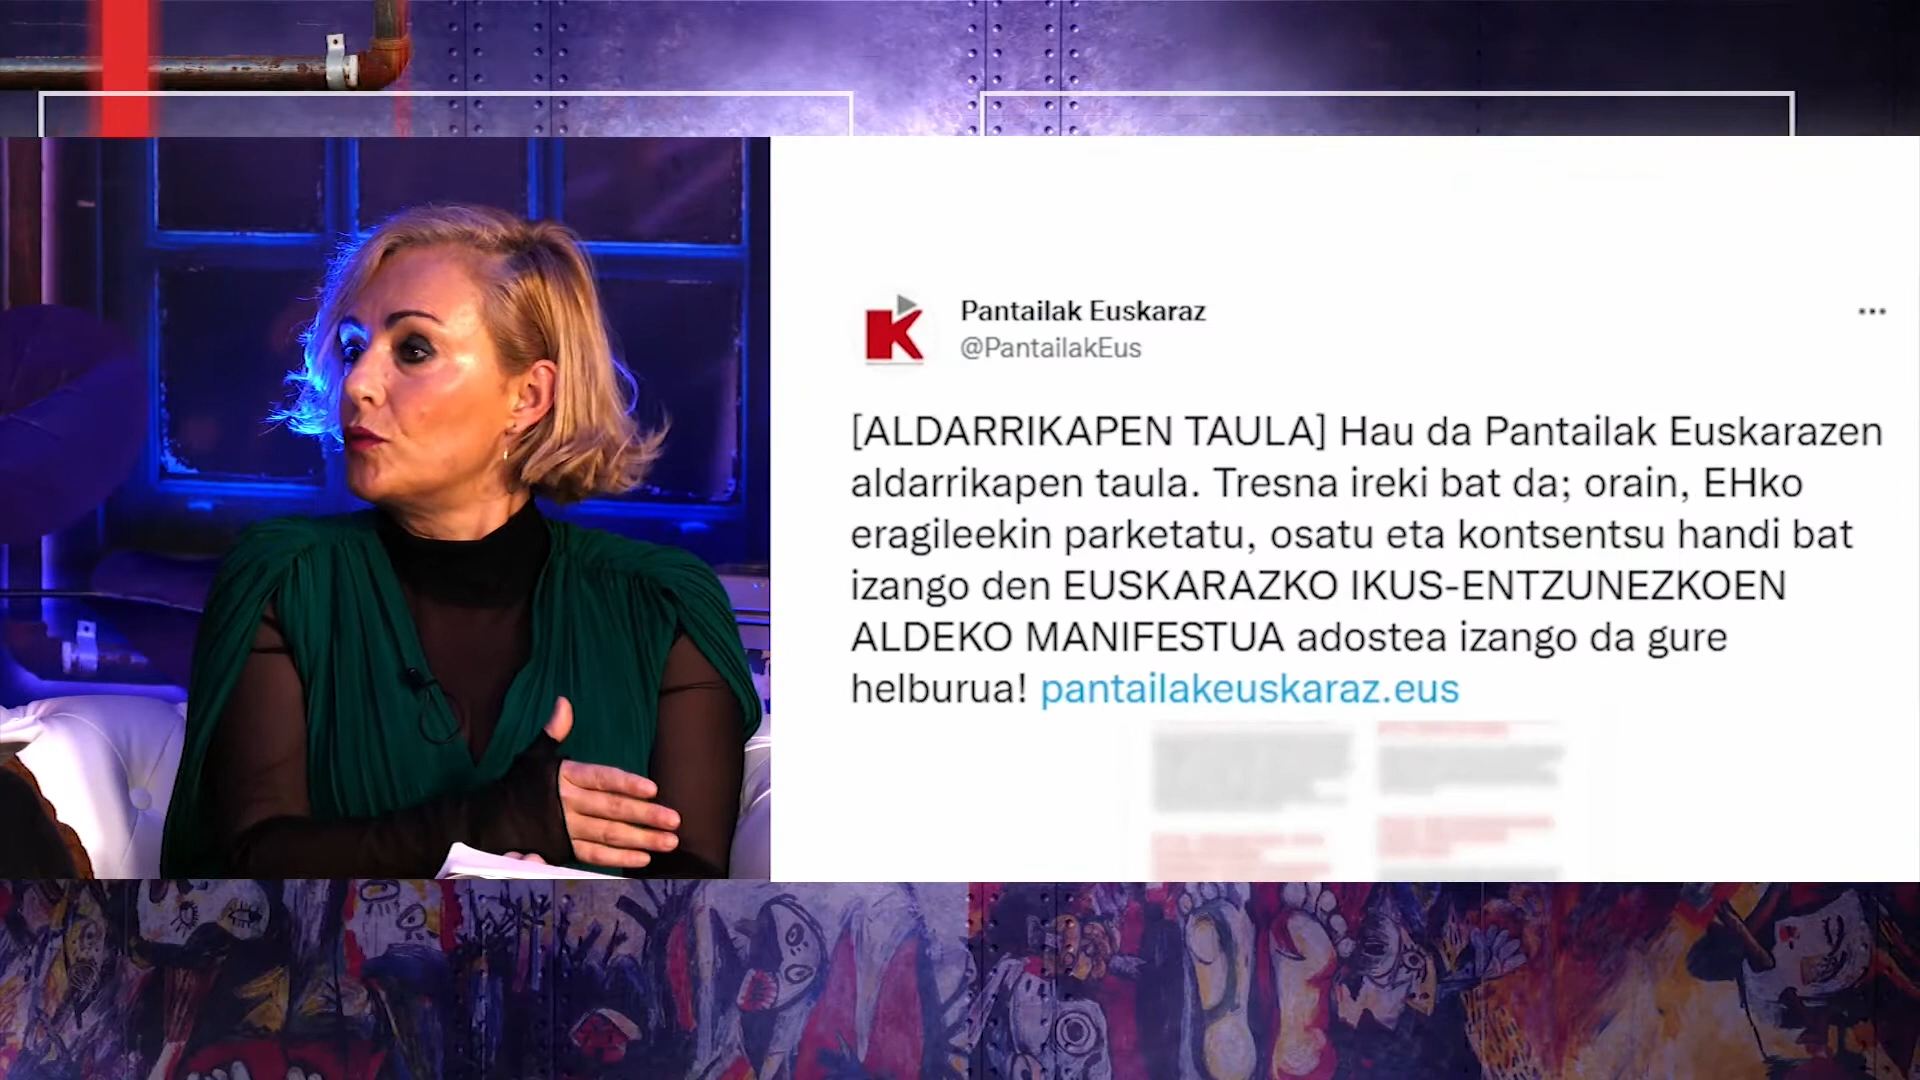 Pantailak Euskaraz
@PantailakEus
[ALDARRIKAPEN TAULA] Hau da Pantailak Euskarazen
aldarrikapen taula. Tresna ireki bat da; orain, EHko
eragileekin parketatu, osatu eta kontsentsu handi bat
izango den EUSKARAZKO IKUS-ENTZUNEZKOEN
ALDEKO MANIFESTUA adostea izango da gure
helburua! pantailakeuskaraz.eus